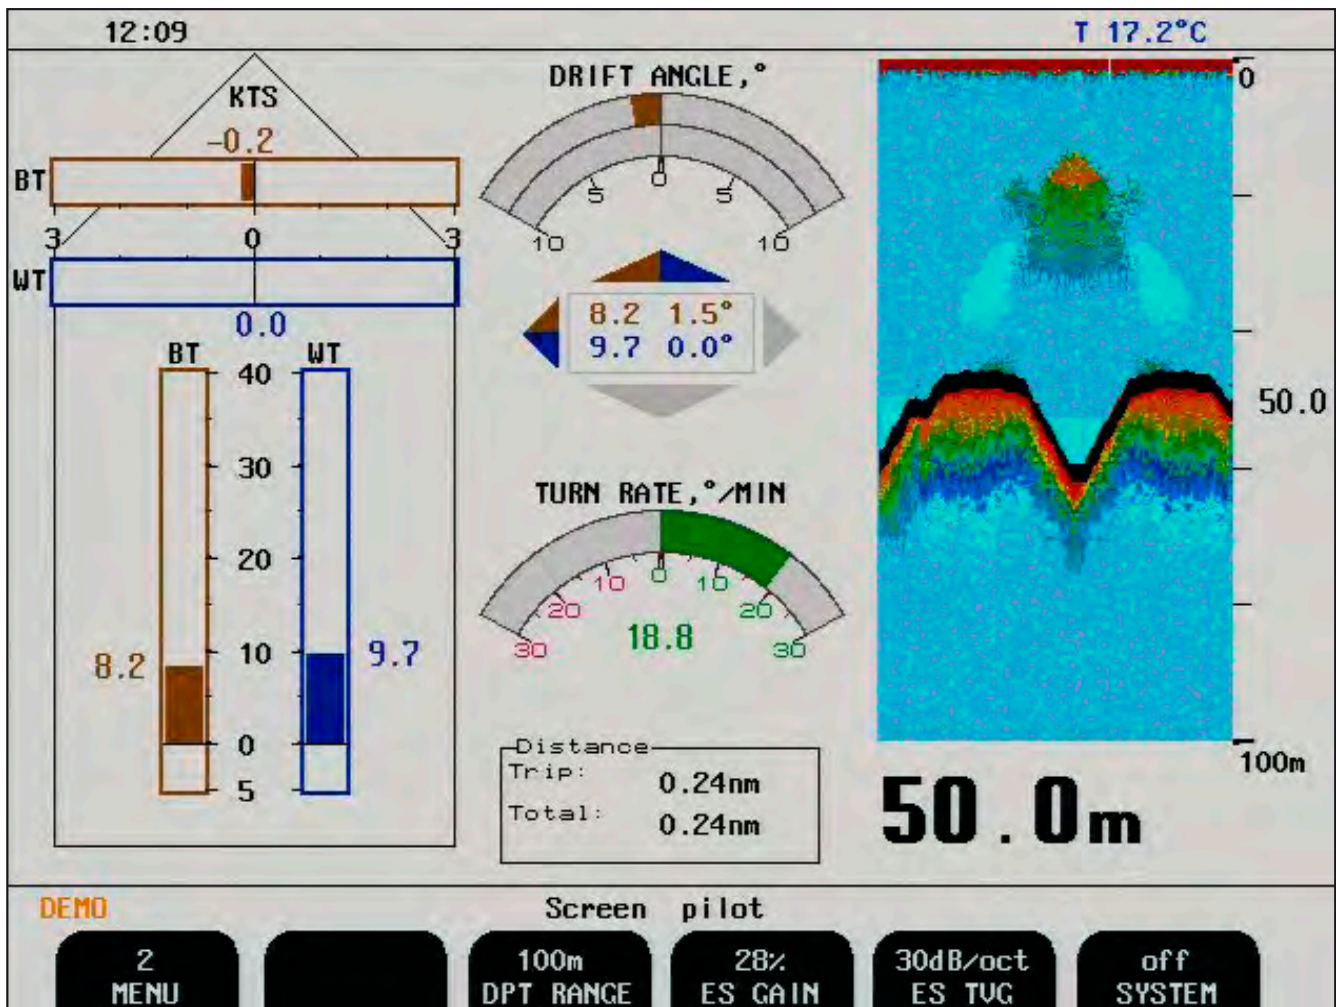 12:09
T 17.2°C
KTS
-0.2
BT
3 0 3
WT
0.0
BT WT
40
30
20
10
0
5
8.2
9.7
DRIFT ANGLE,°
10 5 0 5 10
8.2 1.5°
9.7 0.0°
TURN RATE,°/MIN
30 20 10 0 10 20 30
18.8
Distance
Trip: 0.24nm
Total: 0.24nm
0
50.0
100m
50.0m
DEMO
Screen pilot
2
MENU
100m
DPT RANGE
28%
ES GAIN
30dB/oct
ES TVG
off
SYSTEM